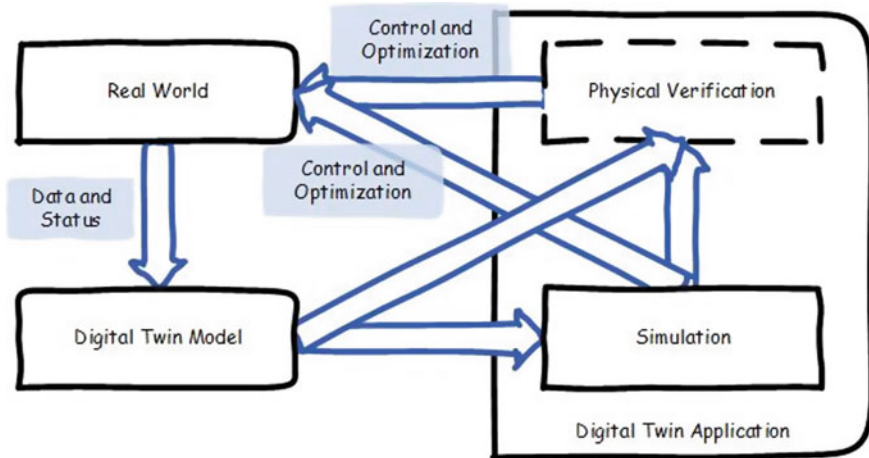 Control and
Optimization
Real World
Physical Verification
Control and
Optimization
Data and
Status
Digital Twin Model
Simulation
Digital Twin Application